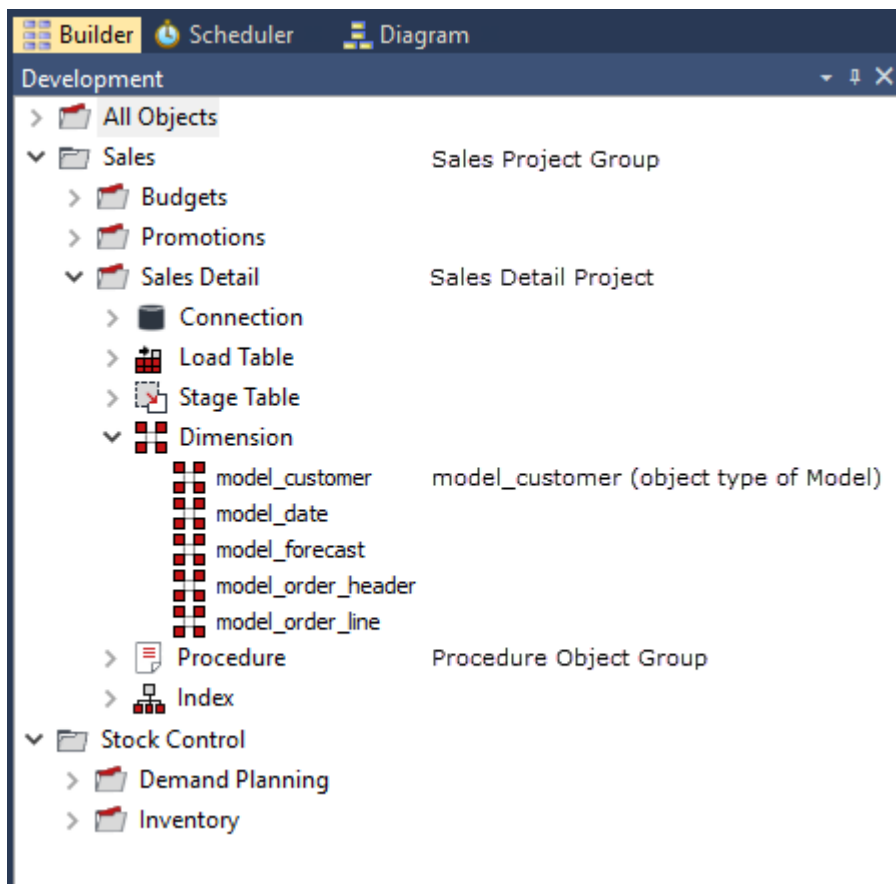 Builder Scheduler Diagram
Development
All Objects
Sales Sales Project Group
Budgets
Promotions
Sales Detail Sales Detail Project
Connection
Load Table
Stage Table
Dimension
model_customer model_customer (object type of Model)
model_date
model_forecast
model_order_header
model_order_line
Procedure Procedure Object Group
Index
Stock Control
Demand Planning
Inventory